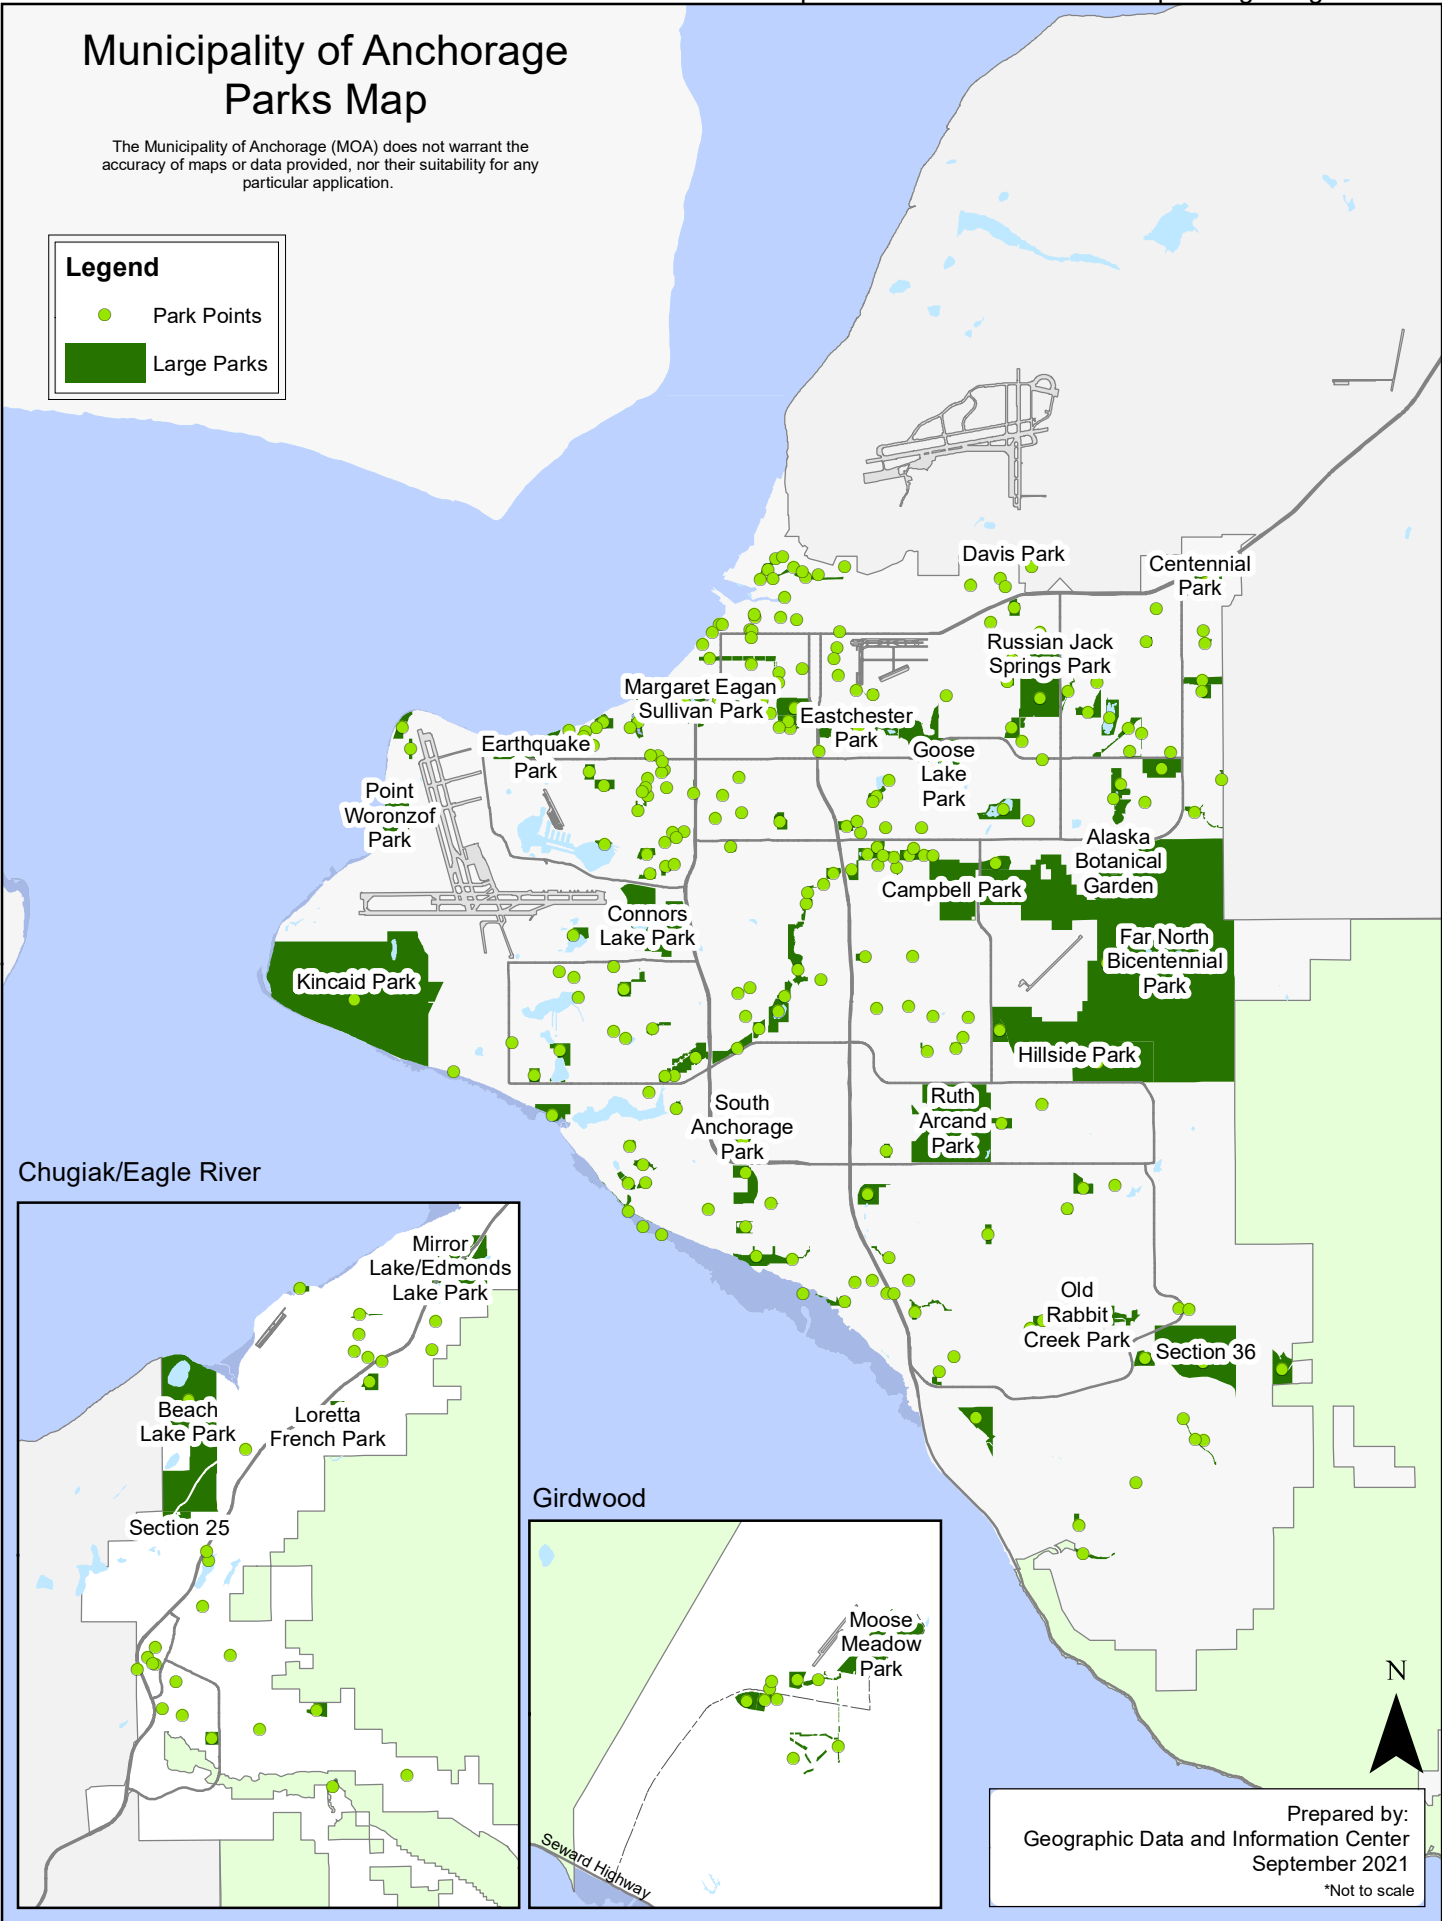 Municipality of Anchorage
Parks Map
The Municipality of Anchorage (MOA) does not warrant the
accuracy of maps or data provided, nor their suitability for any
particular application.
Legend
Park Points
Large Parks
Davis Park
Centennial
Park
Russian Jack
Springs Park
Margaret Eagan
Sullivan Park
Eastchester
Park
Earthquake
Park
Goose
Lake
Park
Point
Woronzof
Park
Alaska
Botanical
Garden
Campbell Park
Connors
Lake Park
Far North
Bicentennial
Park
Kincaid Park
Hillside Park
Ruth
Arcand
Park
South
Anchorage
Park
Old
Rabbit
Creek Park
Section 36
Chugiak/Eagle River
Mirror
Lake/Edmonds
Lake Park
Beach
Lake Park
Loretta
French Park
Section 25
Girdwood
Moose
Meadow
Park
Seward Highway
N
Prepared by:
Geographic Data and Information Center
September 2021
*Not to scale